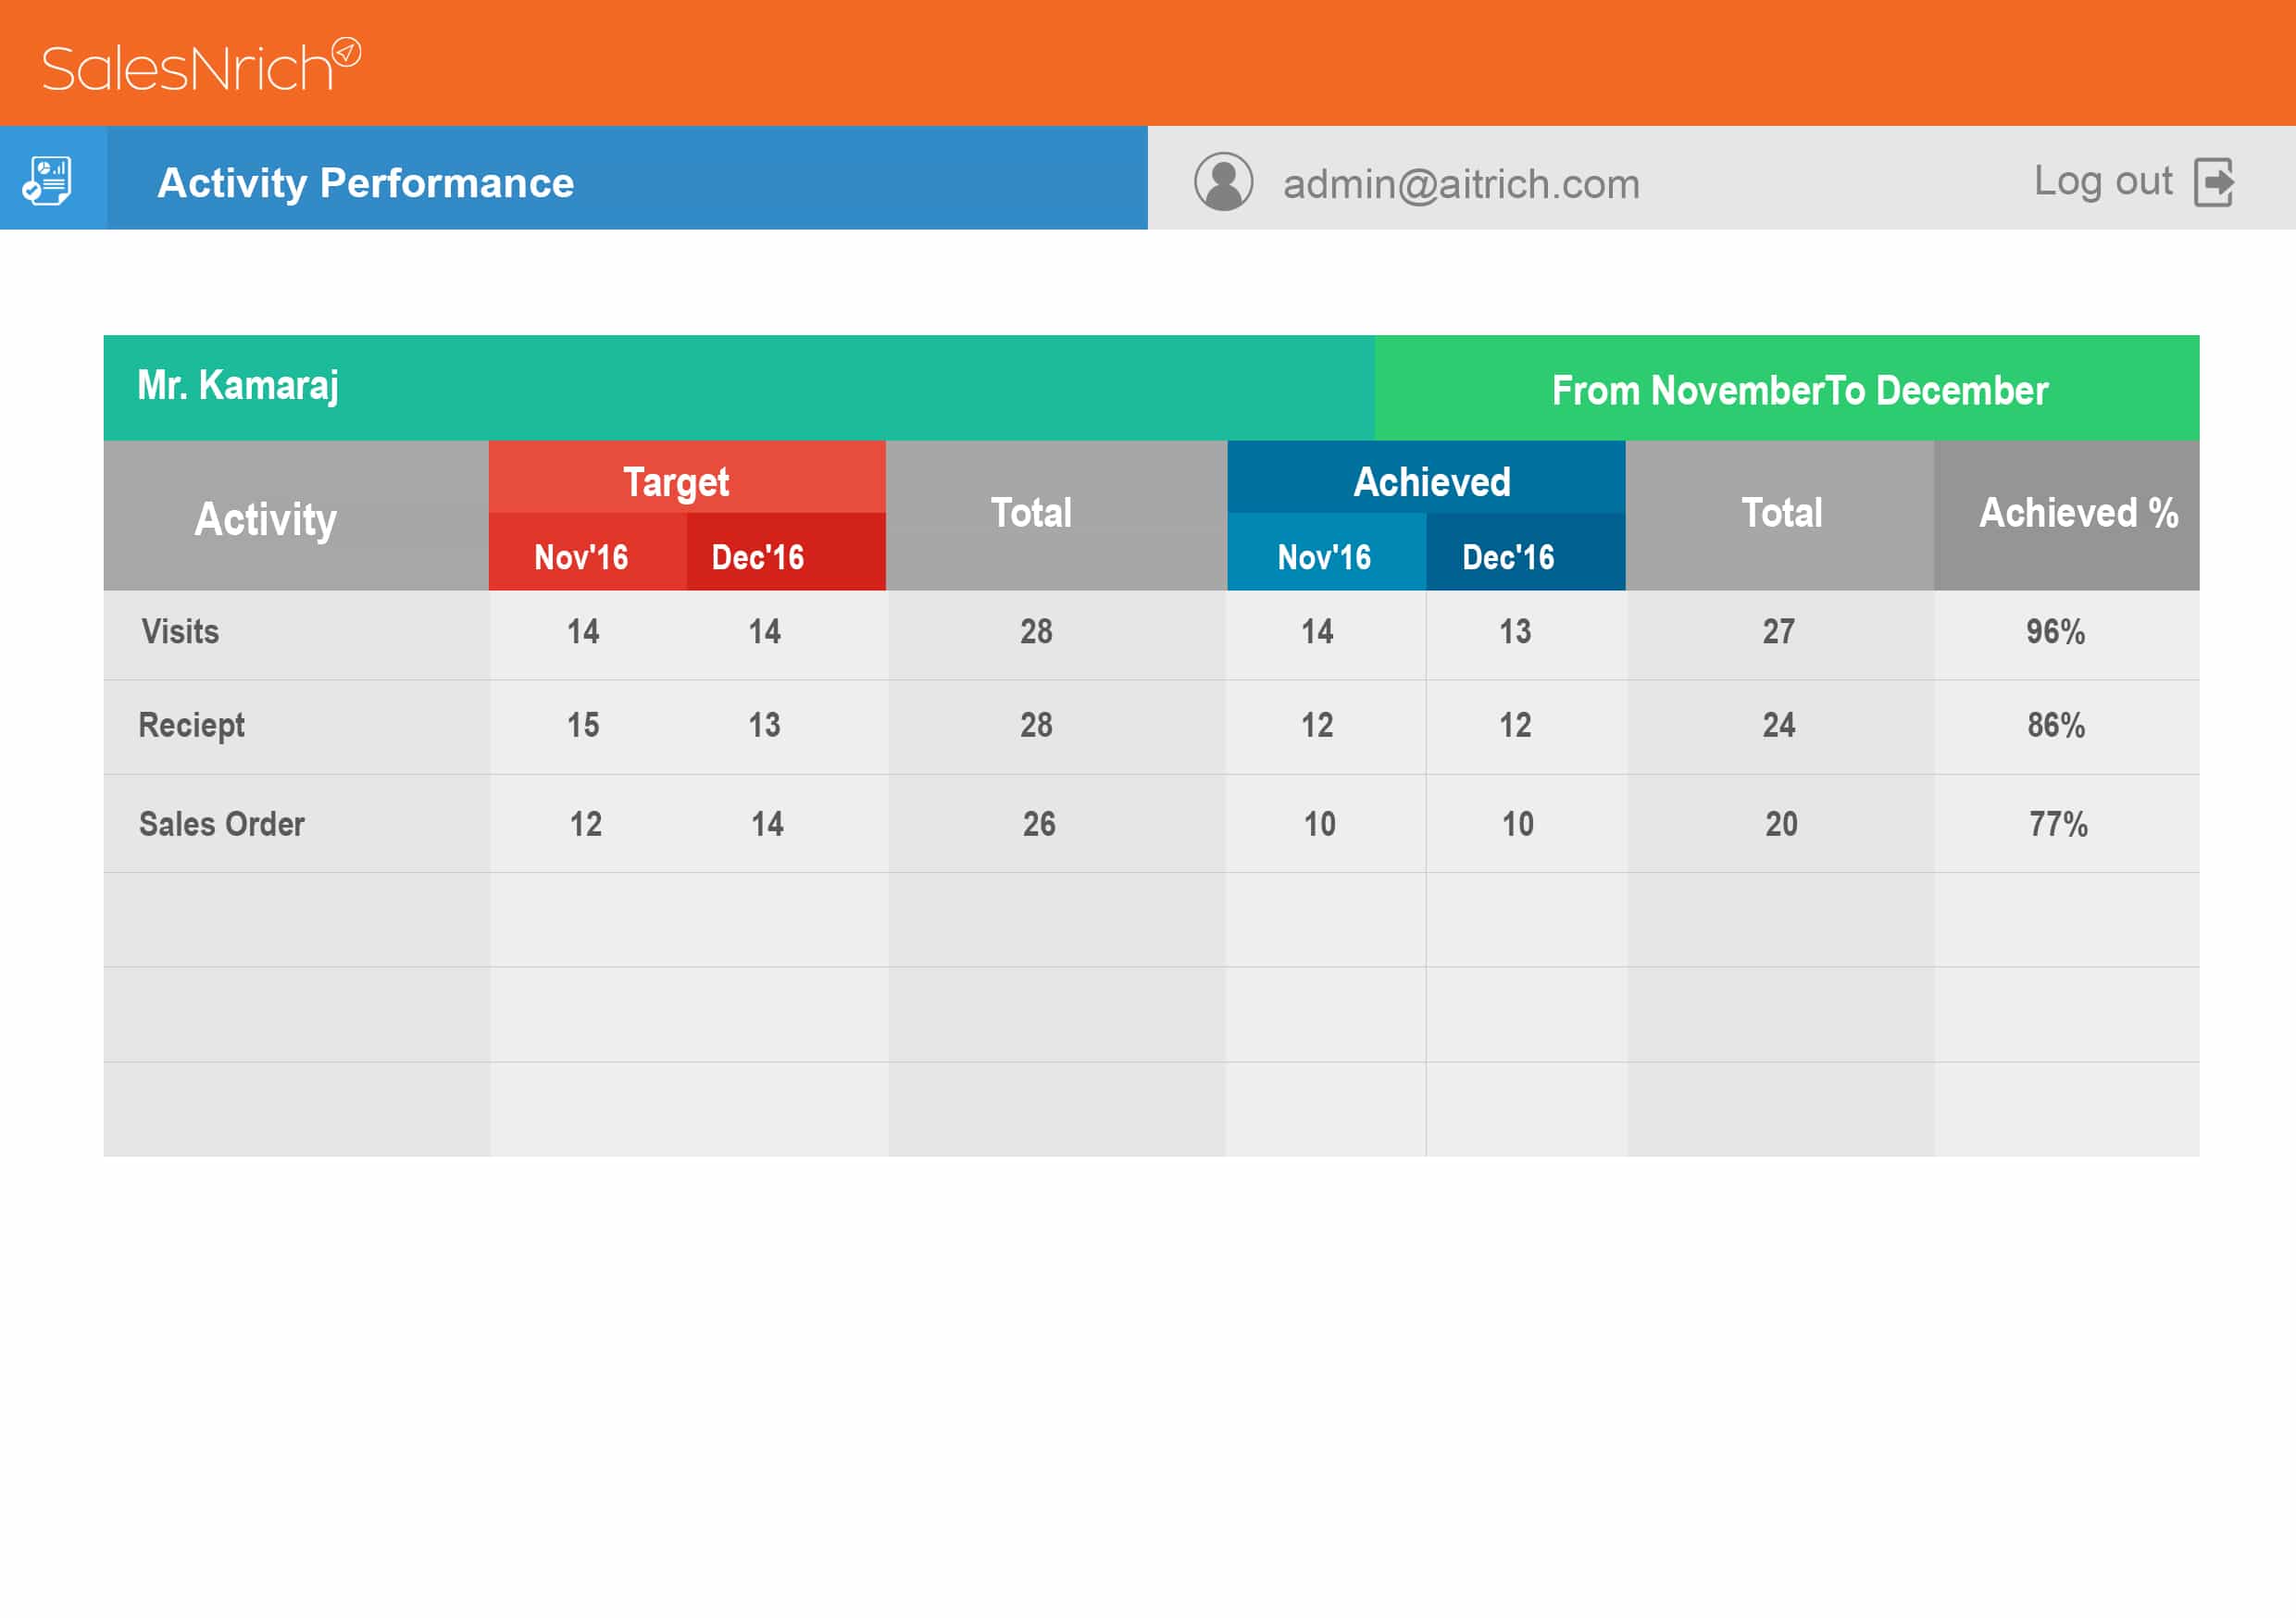 SalesNrich
Activity Performance
admin@aitrich.com
Log out
Mr. Kamaraj
From NovemberTo December
Activity
Target
Total
Achieved
Total
Achieved %
Nov'16 Dec'16
Nov'16 Dec'16
Visits 14 14 28 14 13 27 96%
Reciept 15 13 28 12 12 24 86%
Sales Order 12 14 26 10 10 20 77%